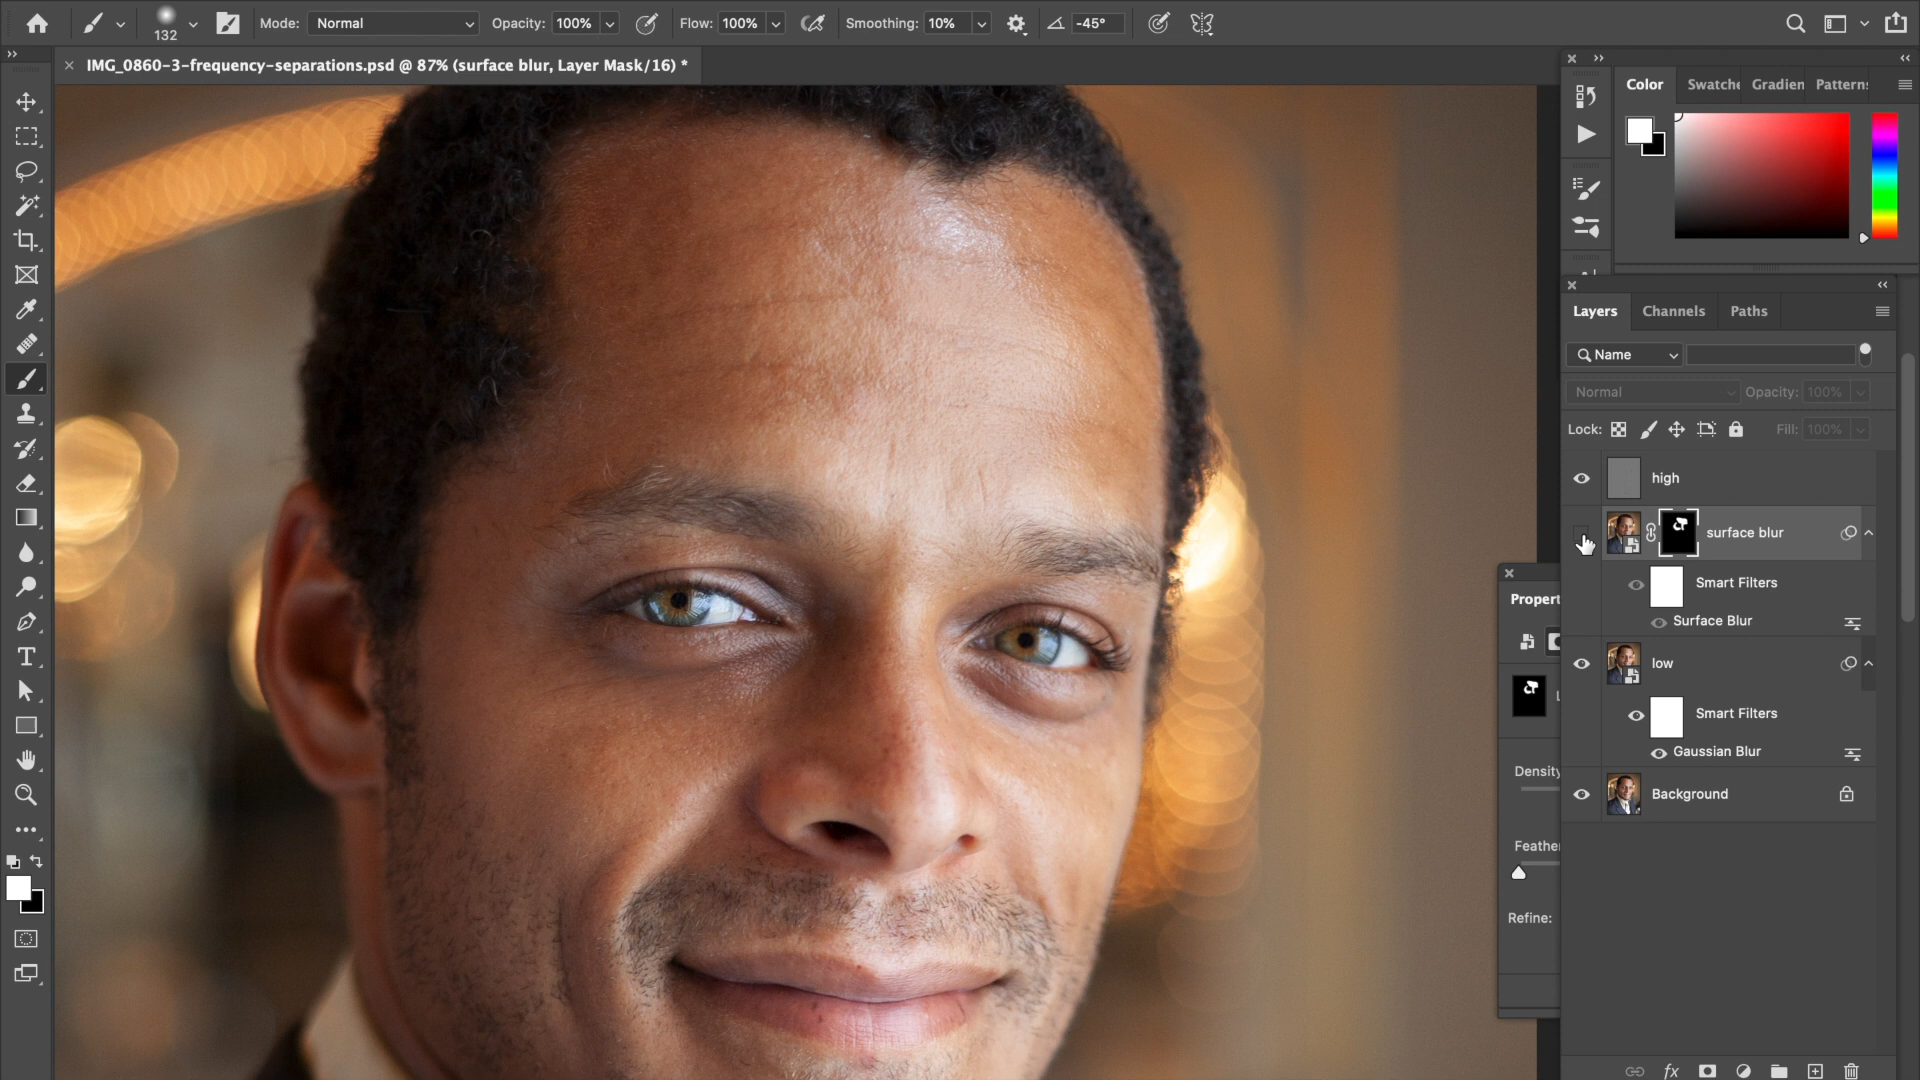 132
Mode: Normal
Opacity: 100%
Flow: 100%
Smoothing: 10%
-45°
IMG_0860-3-frequency-separations.psd @ 87% (surface blur, Layer Mask/16) *
Color Swatche Gradien Pattern
Layers Channels Paths
Name
Normal Opacity: 100%
Lock: Fill: 100%
high
surface blur
Smart Filters
Surface Blur
low
Smart Filters
Gaussian Blur
Background
Propert
Density
Feather
Refine:
T
fx